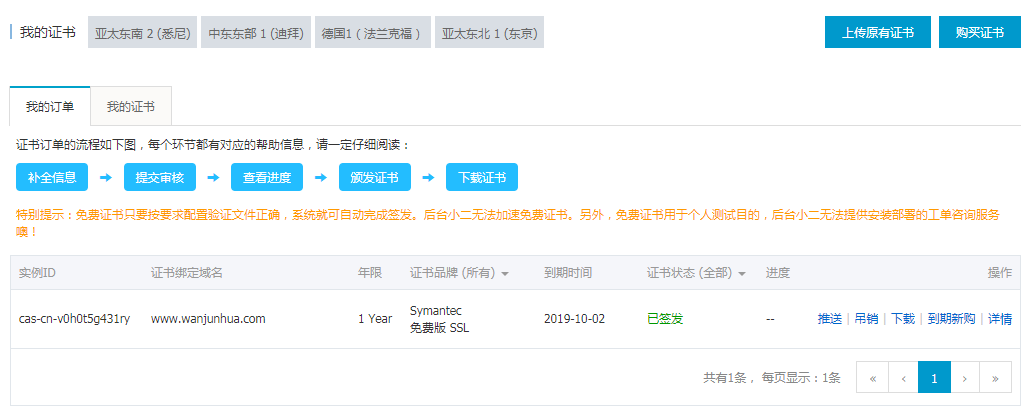 我的证书 亚太东南 2 (悉尼) 中东东部 1 (迪拜) 德国1 ( 法兰克福 ) 亚太东北 1 (东京) 上传原有证书 购买证书
我的订单 我的证书
证书订单的流程如下图，每个环节都有对应的帮助信息，请一定仔细阅读：
补全信息 提交审核 查看进度 颁发证书 下载证书
特别提示：免费证书只要按要求配置验证文件正确，系统就可自动完成签发。后台小二无法加速免费证书。另外，免费证书用于个人测试目的，后台小二无法提供安装部署的工单咨询服务
噢！
实例ID 证书绑定域名 年限 证书品牌 (所有) 到期时间 证书状态 (全部) 进度 操作
cas-cn-v0h0t5g431ry www.wanjunhua.com 1 Year Symantec 免费版 SSL 2019-10-02 已签发 -- 推送 | 吊销 | 下载 | 到期新购 | 详情
共有1条， 每页显示：1条 « ‹ 1 › »